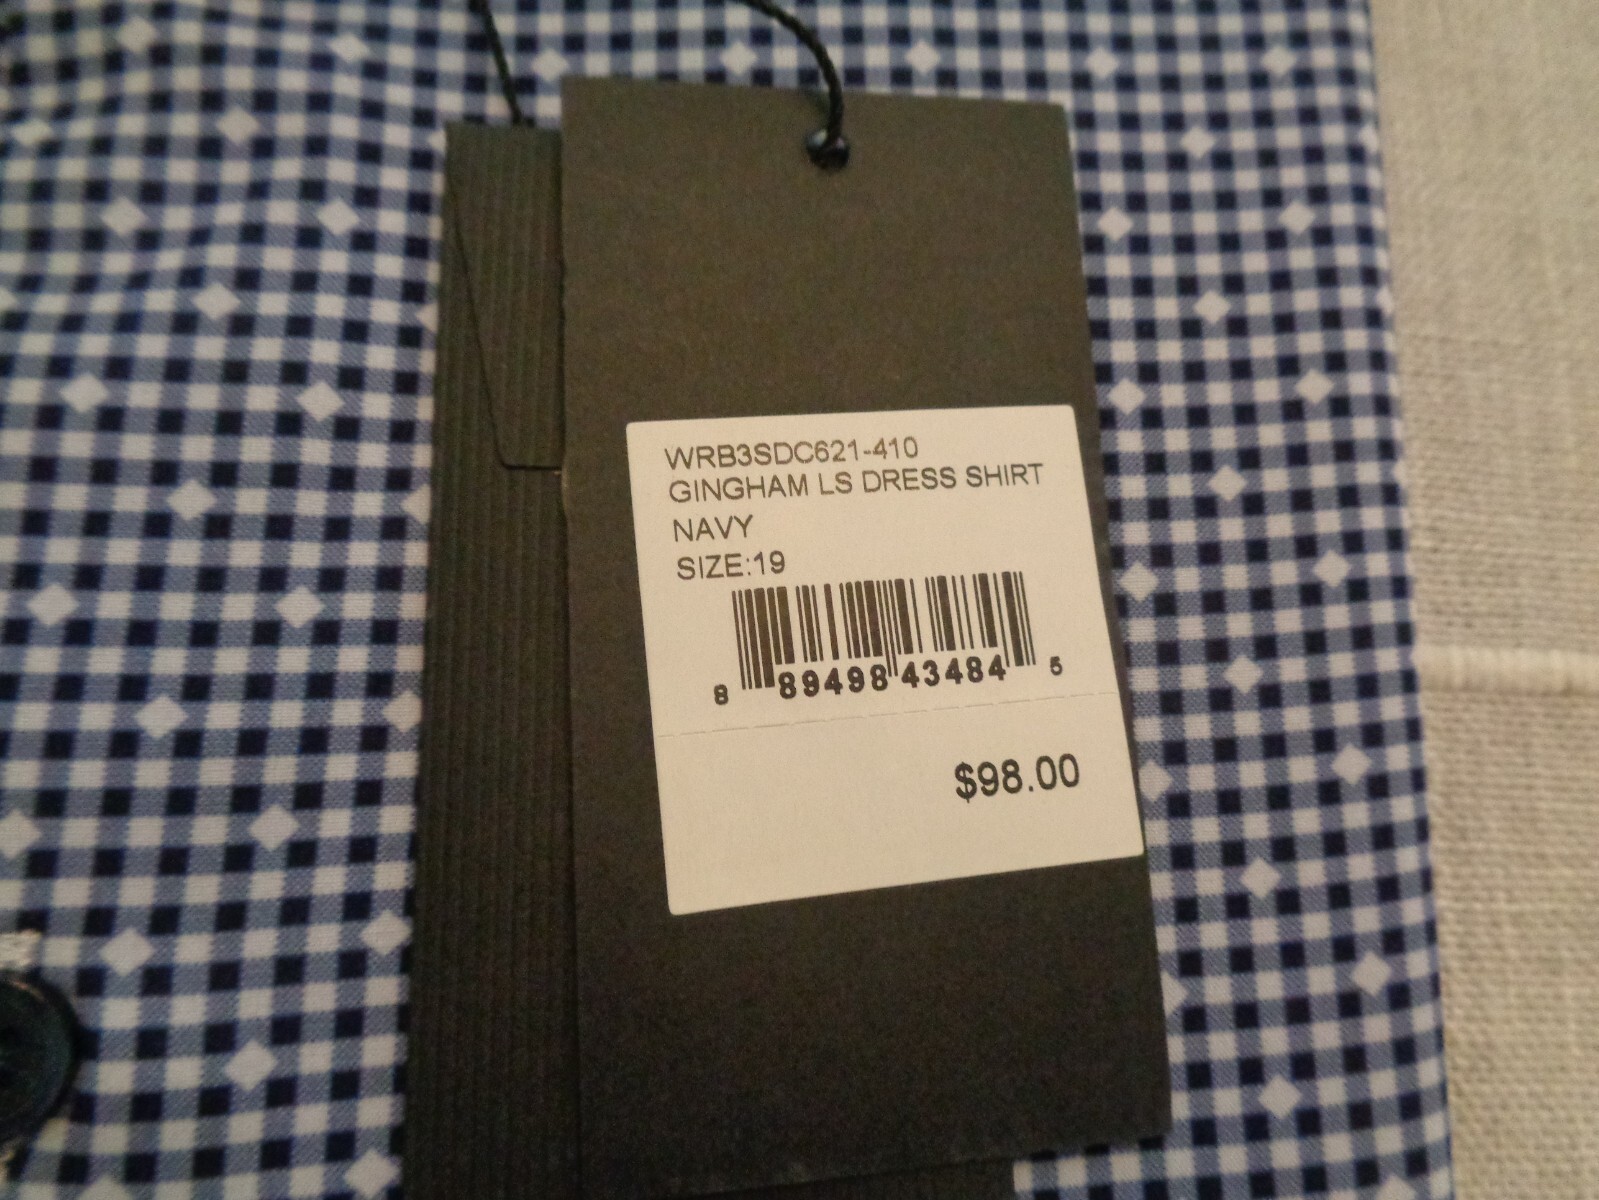 WRB3SDC621-410
GINGHAM LS DRESS SHIRT
NAVY
SIZE:19
8 89498 43484 5
$98.00